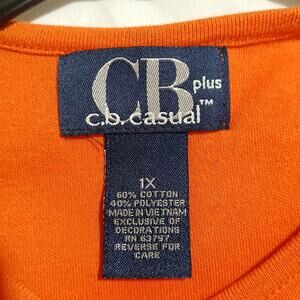 CB plus
c.b. casual™
1X
60% COTTON
40% POLYESTER
MADE IN VIETNAM
EXCLUSIVE OF
DECORATIONS
RN 63757
REVERSE FOR
CARE